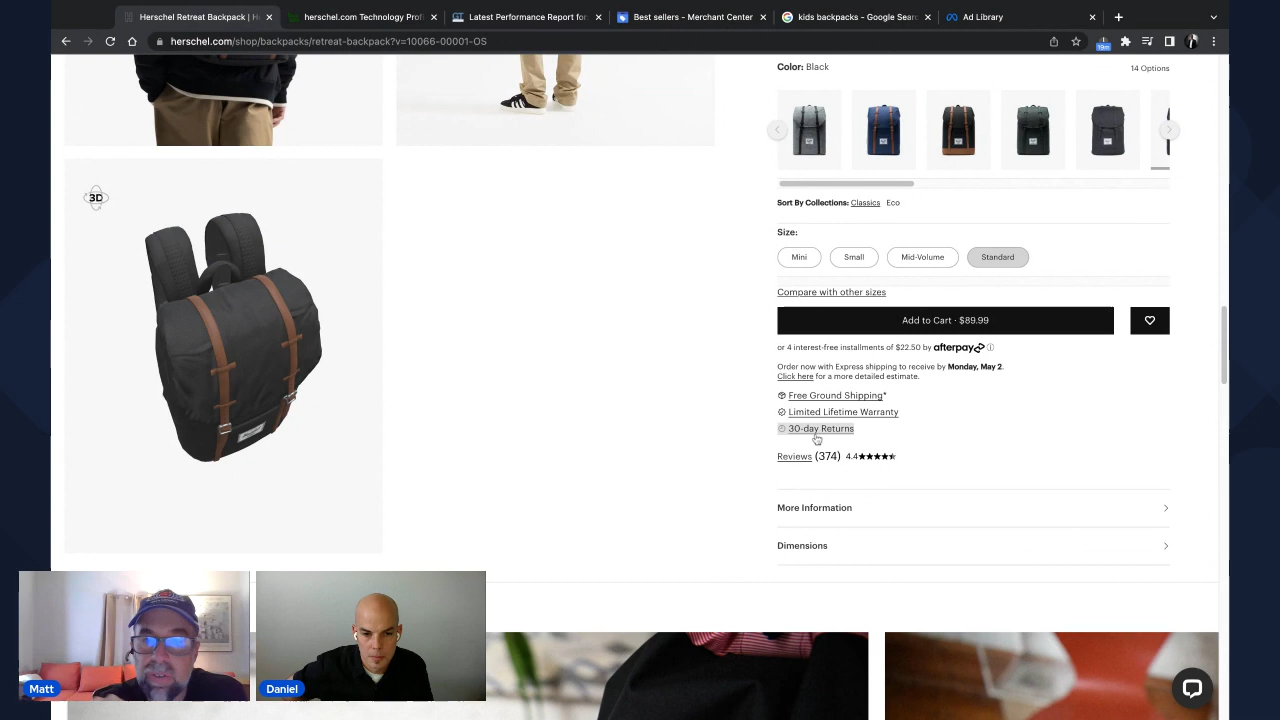 Herschel Retreat Backpack | H
herschel.com Technology Profi
Latest Performance Report for
Best sellers - Merchant Center
kids backpacks - Google Searc
Ad Library
herschel.com/shop/backpacks/retreat-backpack?v=10066-00001-OS
19m
Color: Black
14 Options
3D
Sort By Collections: Classics Eco
Size:
Mini Small Mid-Volume Standard
Compare with other sizes
Add to Cart · $89.99
or 4 interest-free installments of $22.50 by afterpay
Order now with Express shipping to receive by Monday, May 2.
Click here for a more detailed estimate.
Free Ground Shipping*
Limited Lifetime Warranty
30-day Returns
Reviews (374) 4.4
More Information
Dimensions
Matt
Daniel